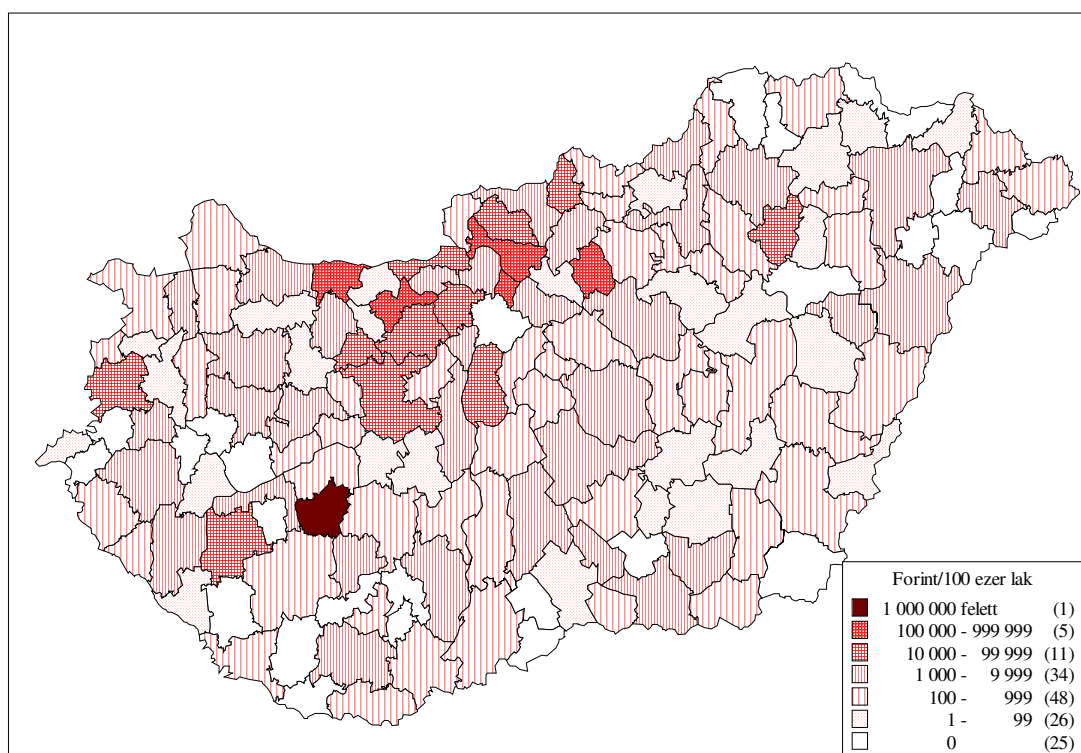 Forint/100 ezer lak
1 000 000 felett (1)
100 000 - 999 999 (5)
10 000 - 99 999 (11)
1 000 - 9 999 (34)
100 - 999 (48)
1 - 99 (26)
0 (25)